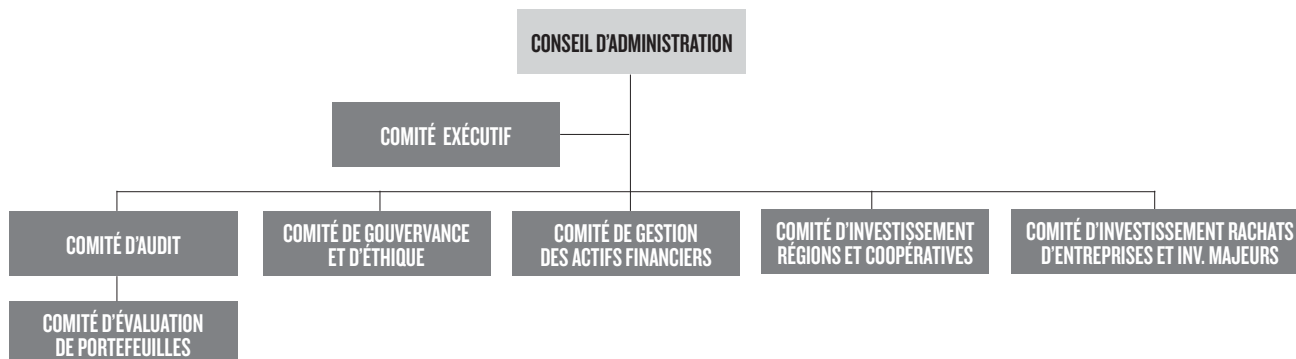 CONSEIL D'ADMINISTRATION
COMITÉ EXÉCUTIF
COMITÉ D'AUDIT
COMITÉ DE GOUVERVANCE
ET D'ÉTHIQUE
COMITÉ DE GESTION
DES ACTIFS FINANCIERS
COMITÉ D'INVESTISSEMENT
RÉGIONS ET COOPÉRATIVES
COMITÉ D'INVESTISSEMENT RACHATS
D'ENTREPRISES ET INV. MAJEURS
COMITÉ D'ÉVALUATION
DE PORTEFEUILLES